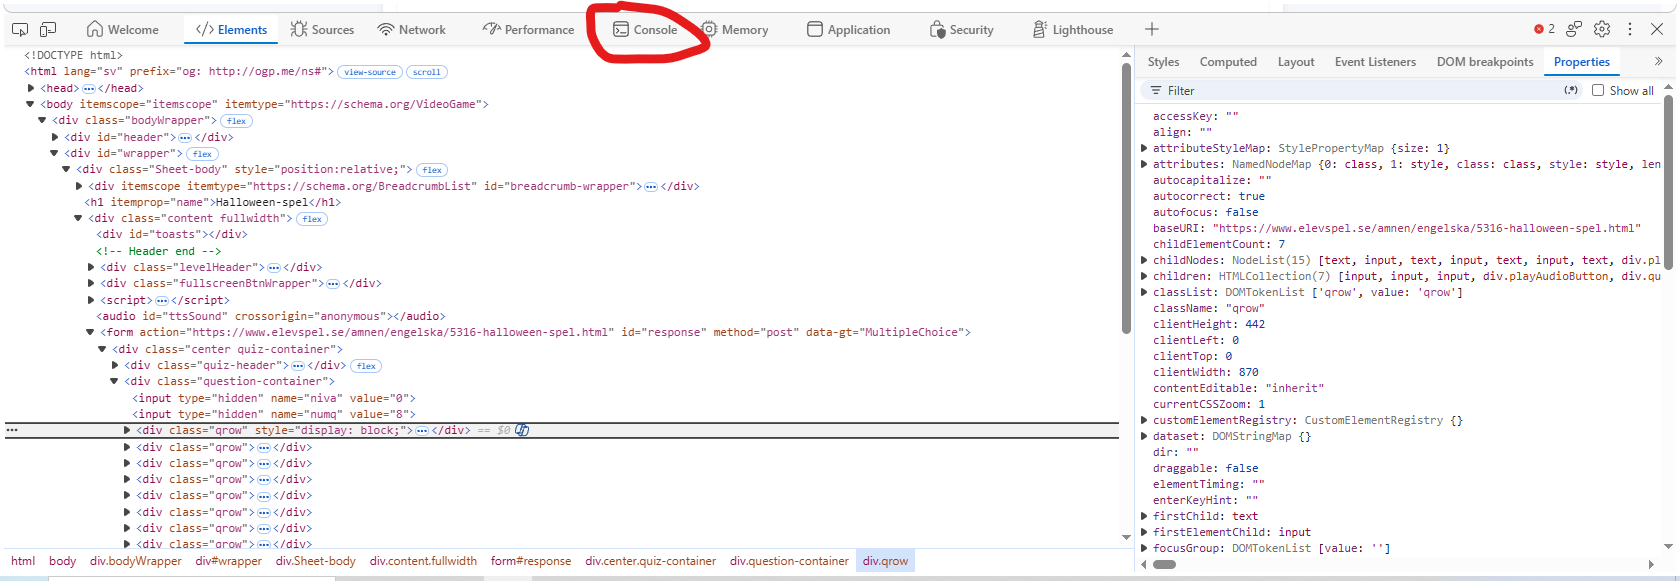 Welcome
</> Elements
Sources
Network
Performance
Console
Memory
Application
Security
Lighthouse
2
<!DOCTYPE html>
<html lang="sv" prefix="og: http://ogp.me/ns#"> view-source scroll
<head> ••• </head>
<body itemscope="itemscope" itemtype="https://schema.org/VideoGame">
<div class="bodyWrapper"> flex
<div id="header"> ••• </div>
<div id="wrapper"> flex
<div class="Sheet-body" style="position:relative;"> flex
<div itemscope itemtype="https://schema.org/BreadcrumbList" id="breadcrumb-wrapper"> ••• </div>
<h1 itemprop="name">Halloween-spel</h1>
<div class="content fullwidth"> flex
<div id="toasts"></div>
<!-- Header end -->
<div class="levelHeader"> ••• </div>
<div class="fullscreenBtnWrapper"> ••• </div>
<script> ••• </script>
<audio id="ttsSound" crossorigin="anonymous"></audio>
<form action="https://www.elevspel.se/amnen/engelska/5316-halloween-spel.html" id="response" method="post" data-gt="MultipleChoice">
<div class="center quiz-container">
<div class="quiz-header"> ••• </div> flex
<div class="question-container">
<input type="hidden" name="niva" value="0">
<input type="hidden" name="numq" value="8">
••• <div class="qrow" style="display: block;"> ••• </div> == $0
<div class="qrow"> ••• </div>
<div class="qrow"> ••• </div>
<div class="qrow"> ••• </div>
<div class="qrow"> ••• </div>
<div class="qrow"> ••• </div>
<div class="qrow"> ••• </div>
<div class="qrow"> ••• </div>
html body div.bodyWrapper div#wrapper div.Sheet-body div.content.fullwidth form#response div.center.quiz-container div.question-container div.qrow
Styles Computed Layout Event Listeners DOM breakpoints Properties »
Filter (.*) Show all
accessKey: ""
align: ""
attributeStyleMap: StylePropertyMap {size: 1}
attributes: NamedNodeMap {0: class, 1: style, class: class, style: style, len
autocapitalize: ""
autocorrect: true
autofocus: false
baseURI: "https://www.elevspel.se/amnen/engelska/5316-halloween-spel.html"
childElementCount: 7
childNodes: NodeList(15) [text, input, text, input, text, input, text, div.pl
children: HTMLCollection(7) [input, input, input, div.playAudioButton, div.qu
classList: DOMTokenList ['qrow', value: 'qrow']
className: "qrow"
clientHeight: 442
clientLeft: 0
clientTop: 0
clientWidth: 870
contentEditable: "inherit"
currentCSSZoom: 1
customElementRegistry: CustomElementRegistry {}
dataset: DOMStringMap {}
dir: ""
draggable: false
elementTiming: ""
enterKeyHint: ""
firstChild: text
firstElementChild: input
focusGroup: DOMTokenList [value: '']